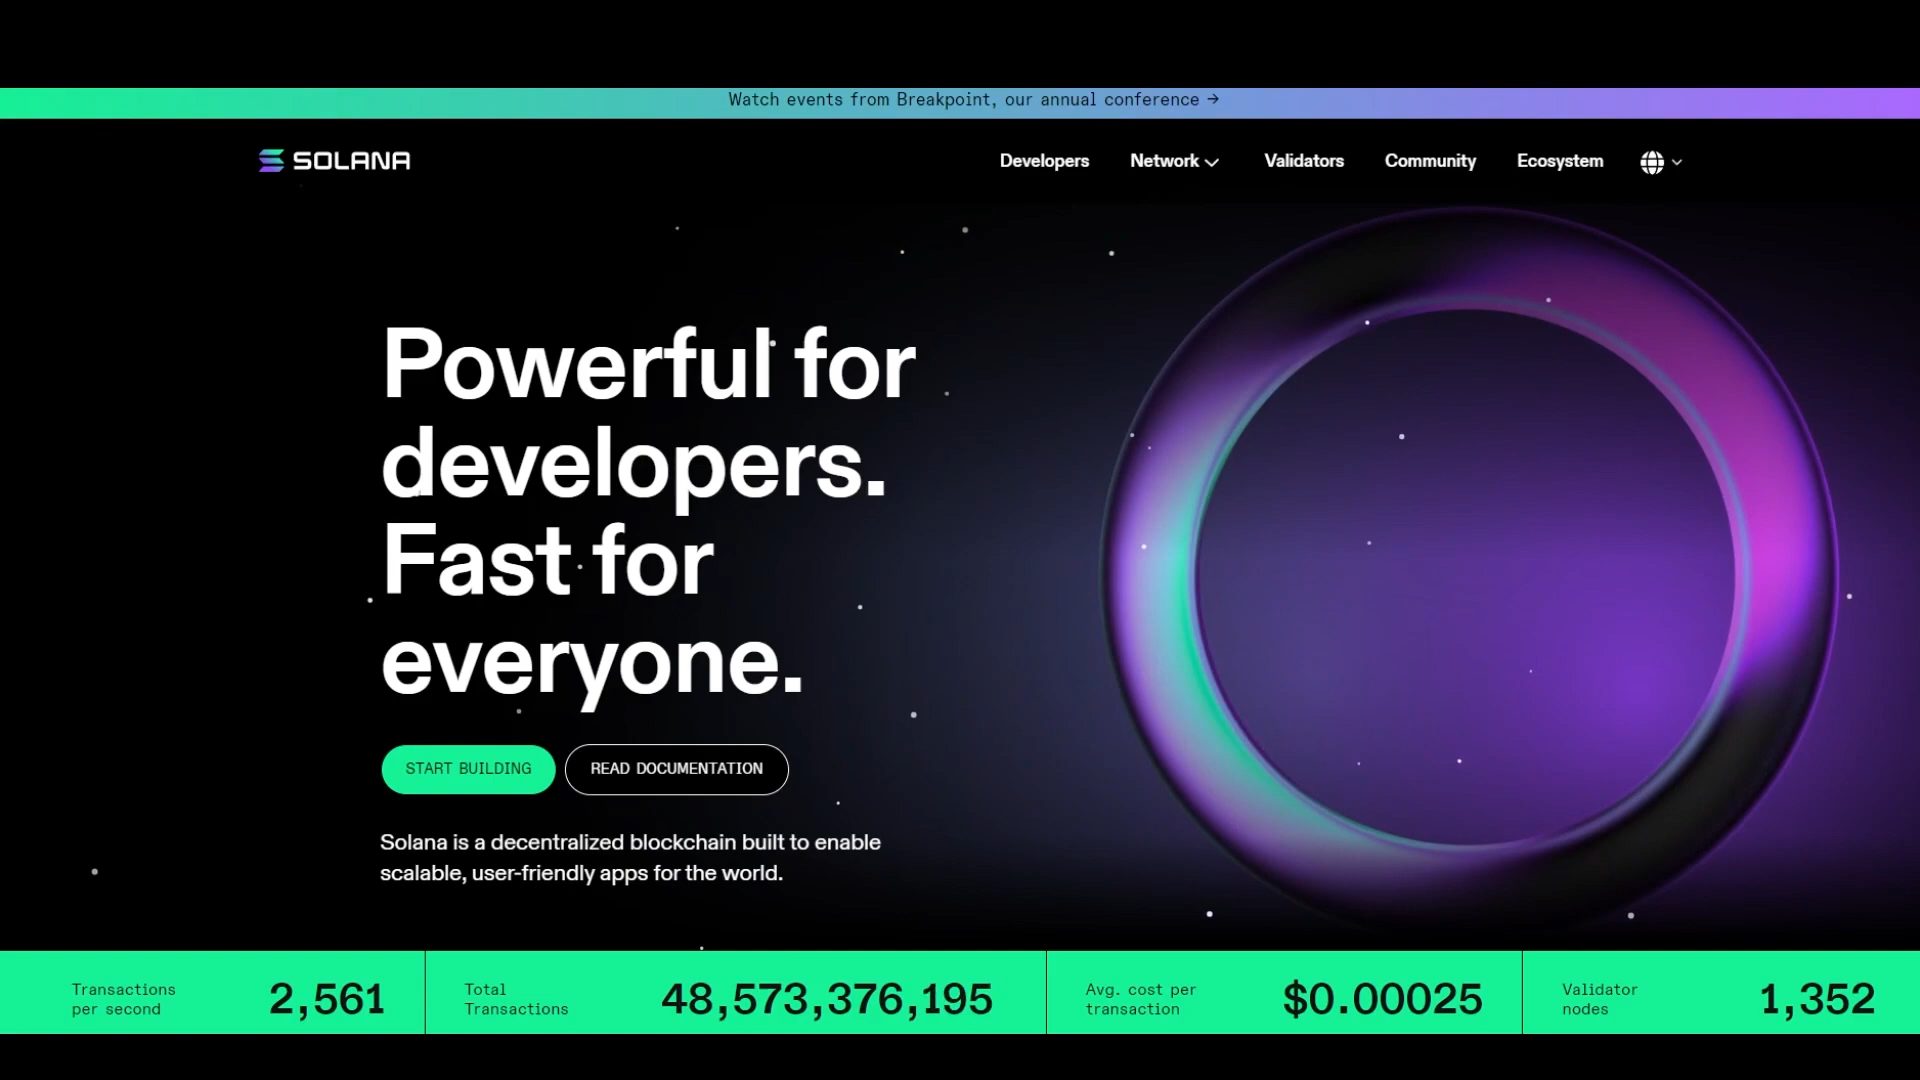 Watch events from Breakpoint, our annual conference →
SOLANA
Developers Network Validators Community Ecosystem
Powerful for
developers.
Fast for
everyone.
START BUILDING READ DOCUMENTATION
Solana is a decentralized blockchain built to enable
scalable, user-friendly apps for the world.
Transactions
per second
2,561
Total
Transactions
48,573,376,195
Avg. cost per
transaction
$0.00025
Validator
nodes
1,352